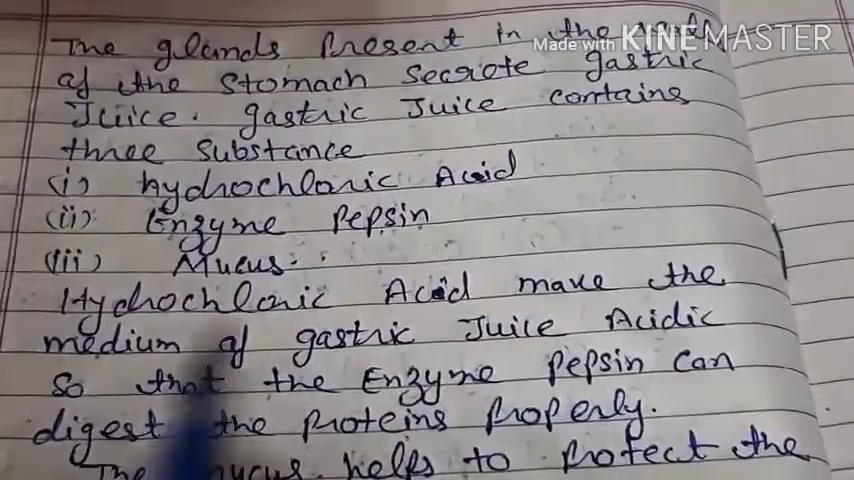 The glands Present in the
Made with KINEMASTER
of the Stomach Secrete gastric
Juice. gastric Juice contains
three Substance
(i) hydrochloric Acid
(ii) Enzyme Pepsin
(iii) Mucus.
Hydrochloric Acid make the
medium of gastric Juice Acidic
So that the Enzyme Pepsin can
digest the Proteins Properly.
The helps to Protect the